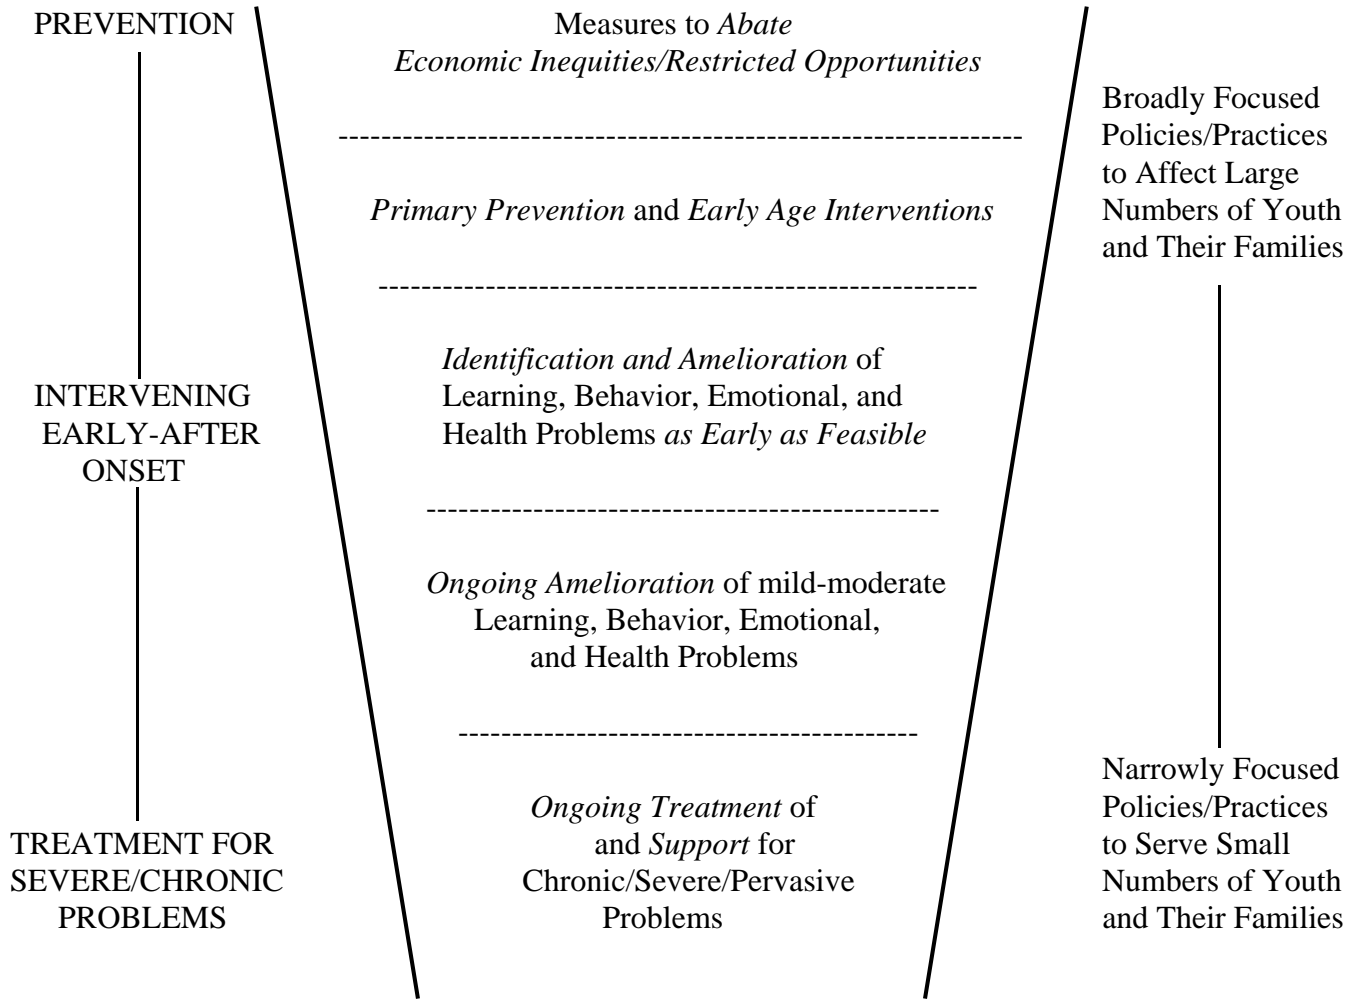 PREVENTION
Measures to Abate
Economic Inequities/Restricted Opportunities
Broadly Focused
Policies/Practices
to Affect Large
Numbers of Youth
and Their Families
Primary Prevention and Early Age Interventions
INTERVENING
EARLY-AFTER
ONSET
Identification and Amelioration of
Learning, Behavior, Emotional, and
Health Problems as Early as Feasible
Ongoing Amelioration of mild-moderate
Learning, Behavior, Emotional,
and Health Problems
TREATMENT FOR
SEVERE/CHRONIC
PROBLEMS
Ongoing Treatment of
and Support for
Chronic/Severe/Pervasive
Problems
Narrowly Focused
Policies/Practices
to Serve Small
Numbers of Youth
and Their Families